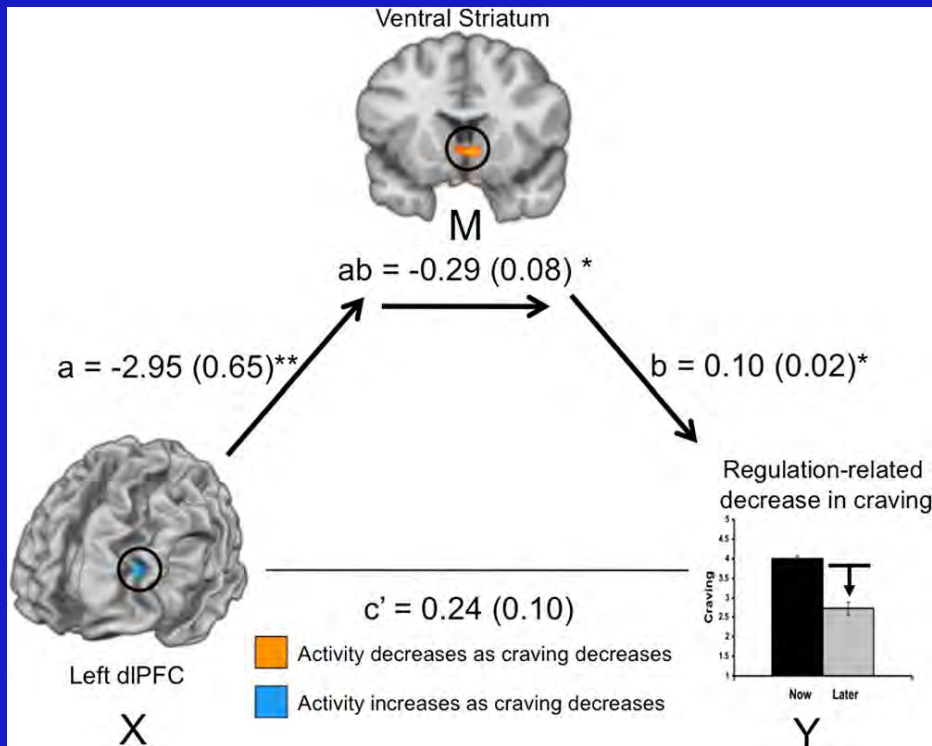 Ventral Striatum
M
ab = -0.29 (0.08) *
a = -2.95 (0.65)**
b = 0.10 (0.02)*
Regulation-related
decrease in craving
5
4.5
4
3.5
3
2.5
2
1.5
1
Craving
Now Later
c' = 0.24 (0.10)
Left dlPFC
Activity decreases as craving decreases
Activity increases as craving decreases
X
Y